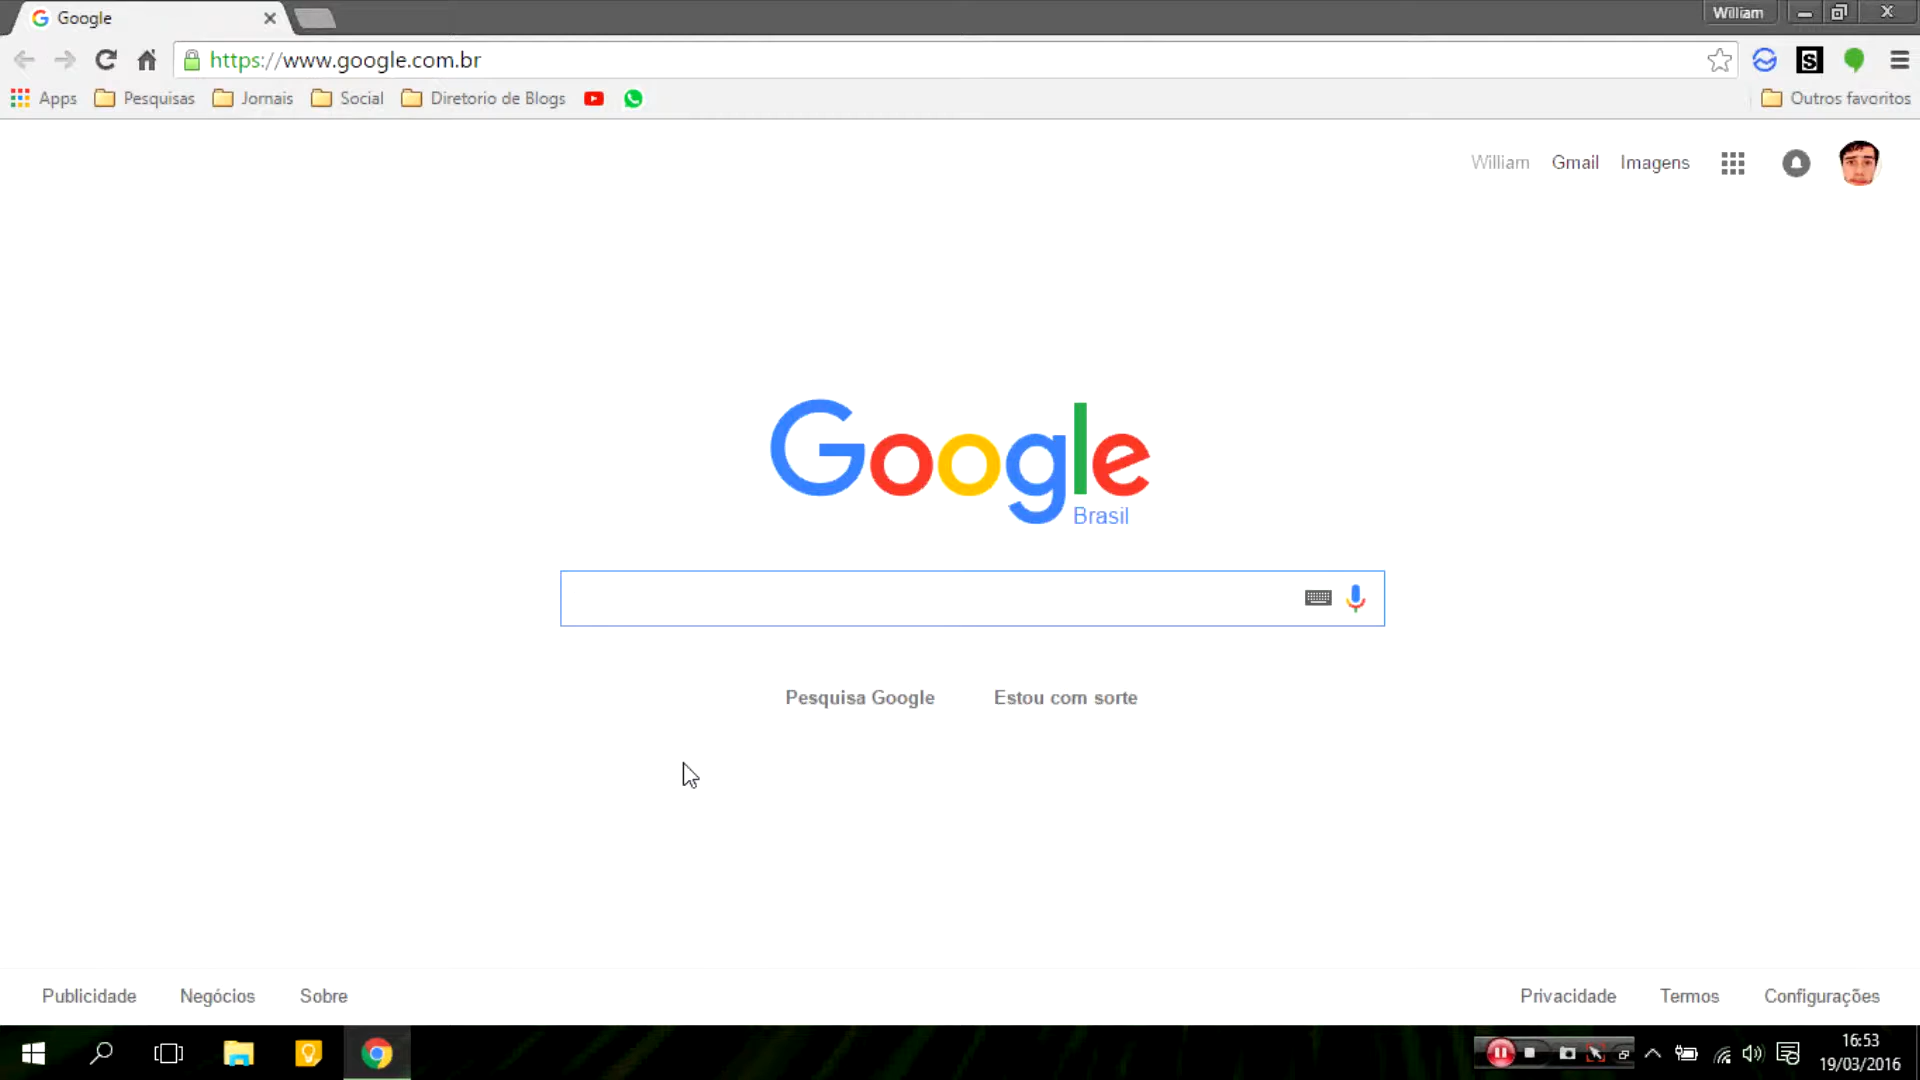 Google
William
https://www.google.com.br
Apps Pesquisas Jornais Social Diretorio de Blogs Outros favoritos
William Gmail Imagens
Google
Brasil
Pesquisa Google Estou com sorte
Publicidade Negócios Sobre Privacidade Termos Configurações
16:53
19/03/2016